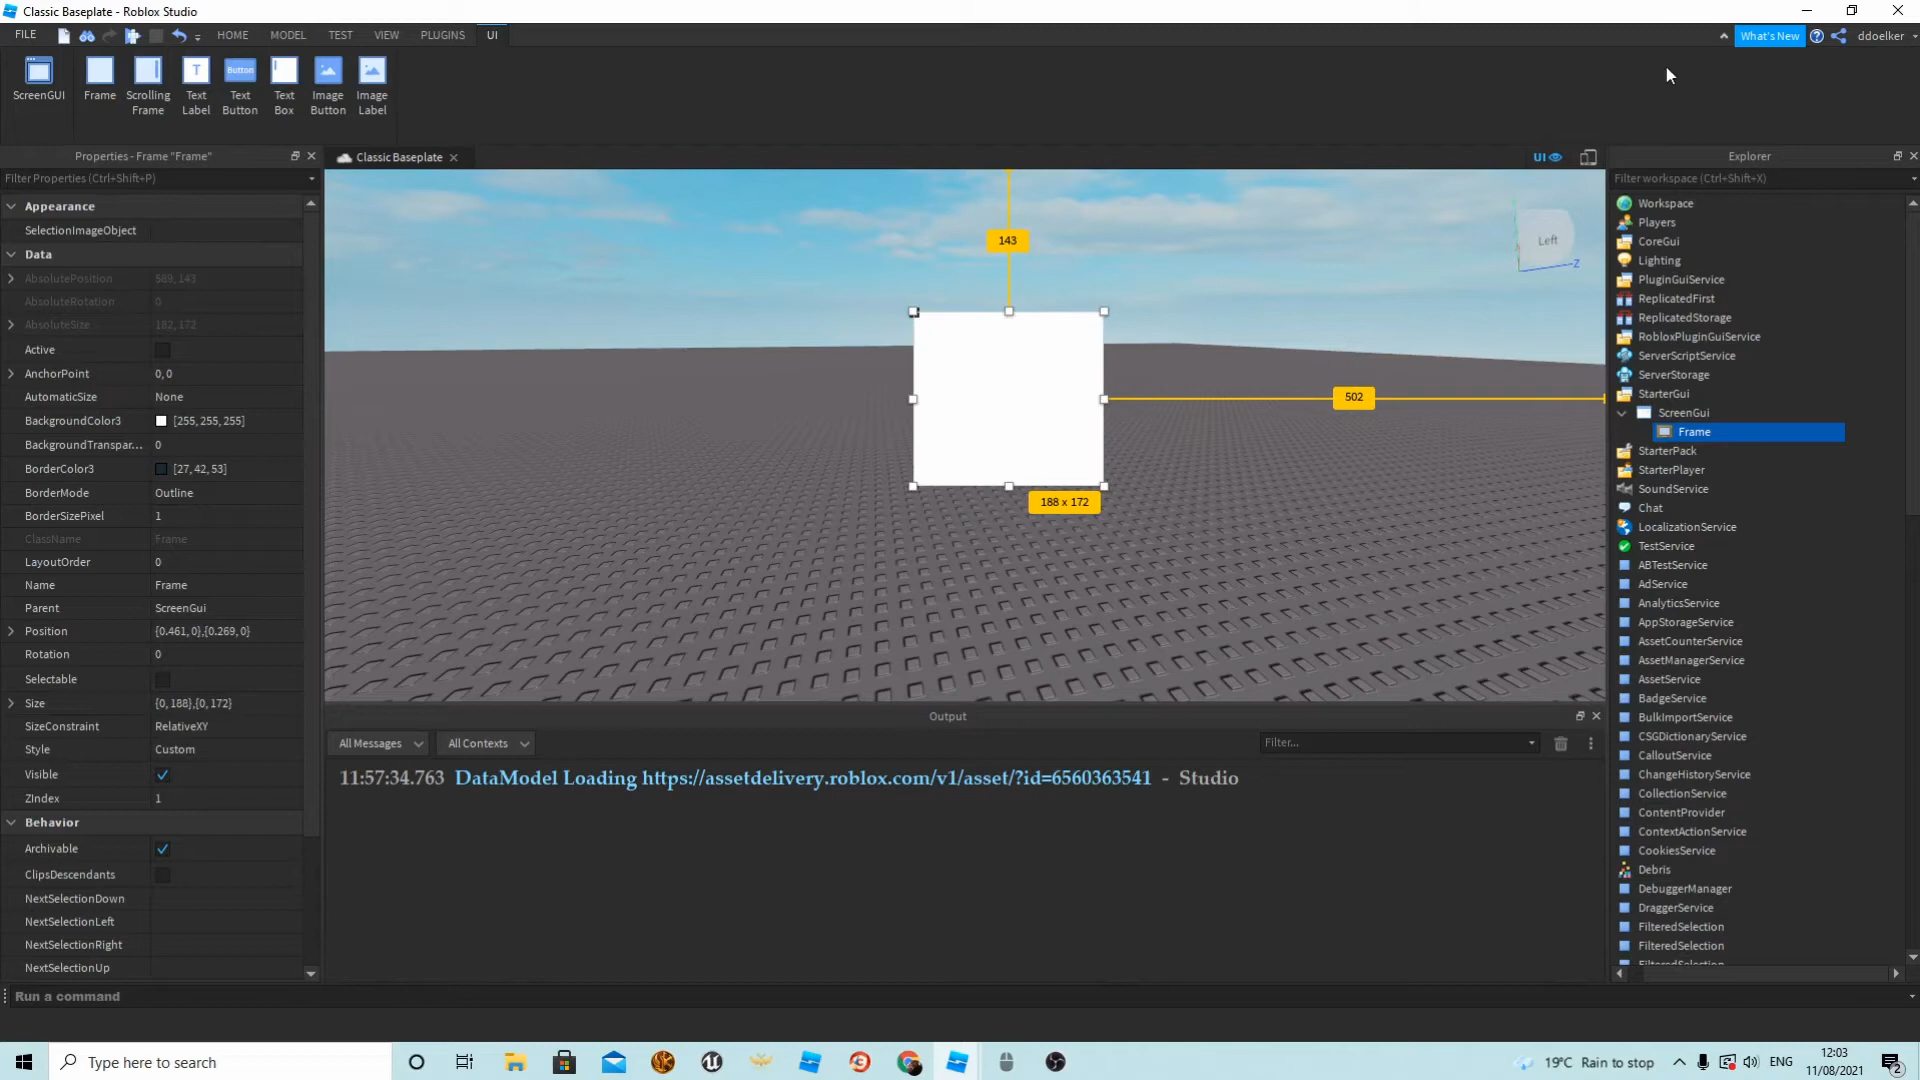 Classic Baseplate - Roblox Studio
FILE HOME MODEL TEST VIEW PLUGINS UI
What's New
ddoelker
ScreenGUI
Frame
Scrolling Frame
Text Label
Button
Text Button
Text Box
Image Button
Image Label
Properties - Frame "Frame"
Filter Properties (Ctrl+Shift+P)
Appearance
SelectionImageObject
Data
AbsolutePosition 589, 143
AbsoluteRotation 0
AbsoluteSize 182, 172
Active
AnchorPoint 0, 0
AutomaticSize None
BackgroundColor3 [255, 255, 255]
BackgroundTranspar... 0
BorderColor3 [27, 42, 53]
BorderMode Outline
BorderSizePixel 1
ClassName Frame
LayoutOrder 0
Name Frame
Parent ScreenGui
Position {0.461, 0},{0.269, 0}
Rotation 0
Selectable
Size {0, 188},{0, 172}
SizeConstraint RelativeXY
Style Custom
Visible
ZIndex 1
Behavior
Archivable
ClipsDescendants
NextSelectionDown
NextSelectionLeft
NextSelectionRight
NextSelectionUp
Classic Baseplate
UI
143
Left
Z
502
188 x 172
Output
All Messages
All Contexts
Filter...
11:57:34.763 DataModel Loading https://assetdelivery.roblox.com/v1/asset/?id=6560363541 - Studio
Explorer
Filter workspace (Ctrl+Shift+X)
Workspace
Players
CoreGui
Lighting
PluginGuiService
ReplicatedFirst
ReplicatedStorage
RobloxPluginGuiService
ServerScriptService
ServerStorage
StarterGui
ScreenGui
Frame
StarterPack
StarterPlayer
SoundService
Chat
LocalizationService
TestService
ABTestService
AdService
AnalyticsService
AppStorageService
AssetCounterService
AssetManagerService
AssetService
BadgeService
BulkImportService
CSGDictionaryService
CalloutService
ChangeHistoryService
CollectionService
ContentProvider
ContextActionService
CookiesService
Debris
DebuggerManager
DraggerService
FilteredSelection
FilteredSelection
FilteredSelection
Run a command
Type here to search
19°C Rain to stop
ENG
12:03
11/08/2021
2